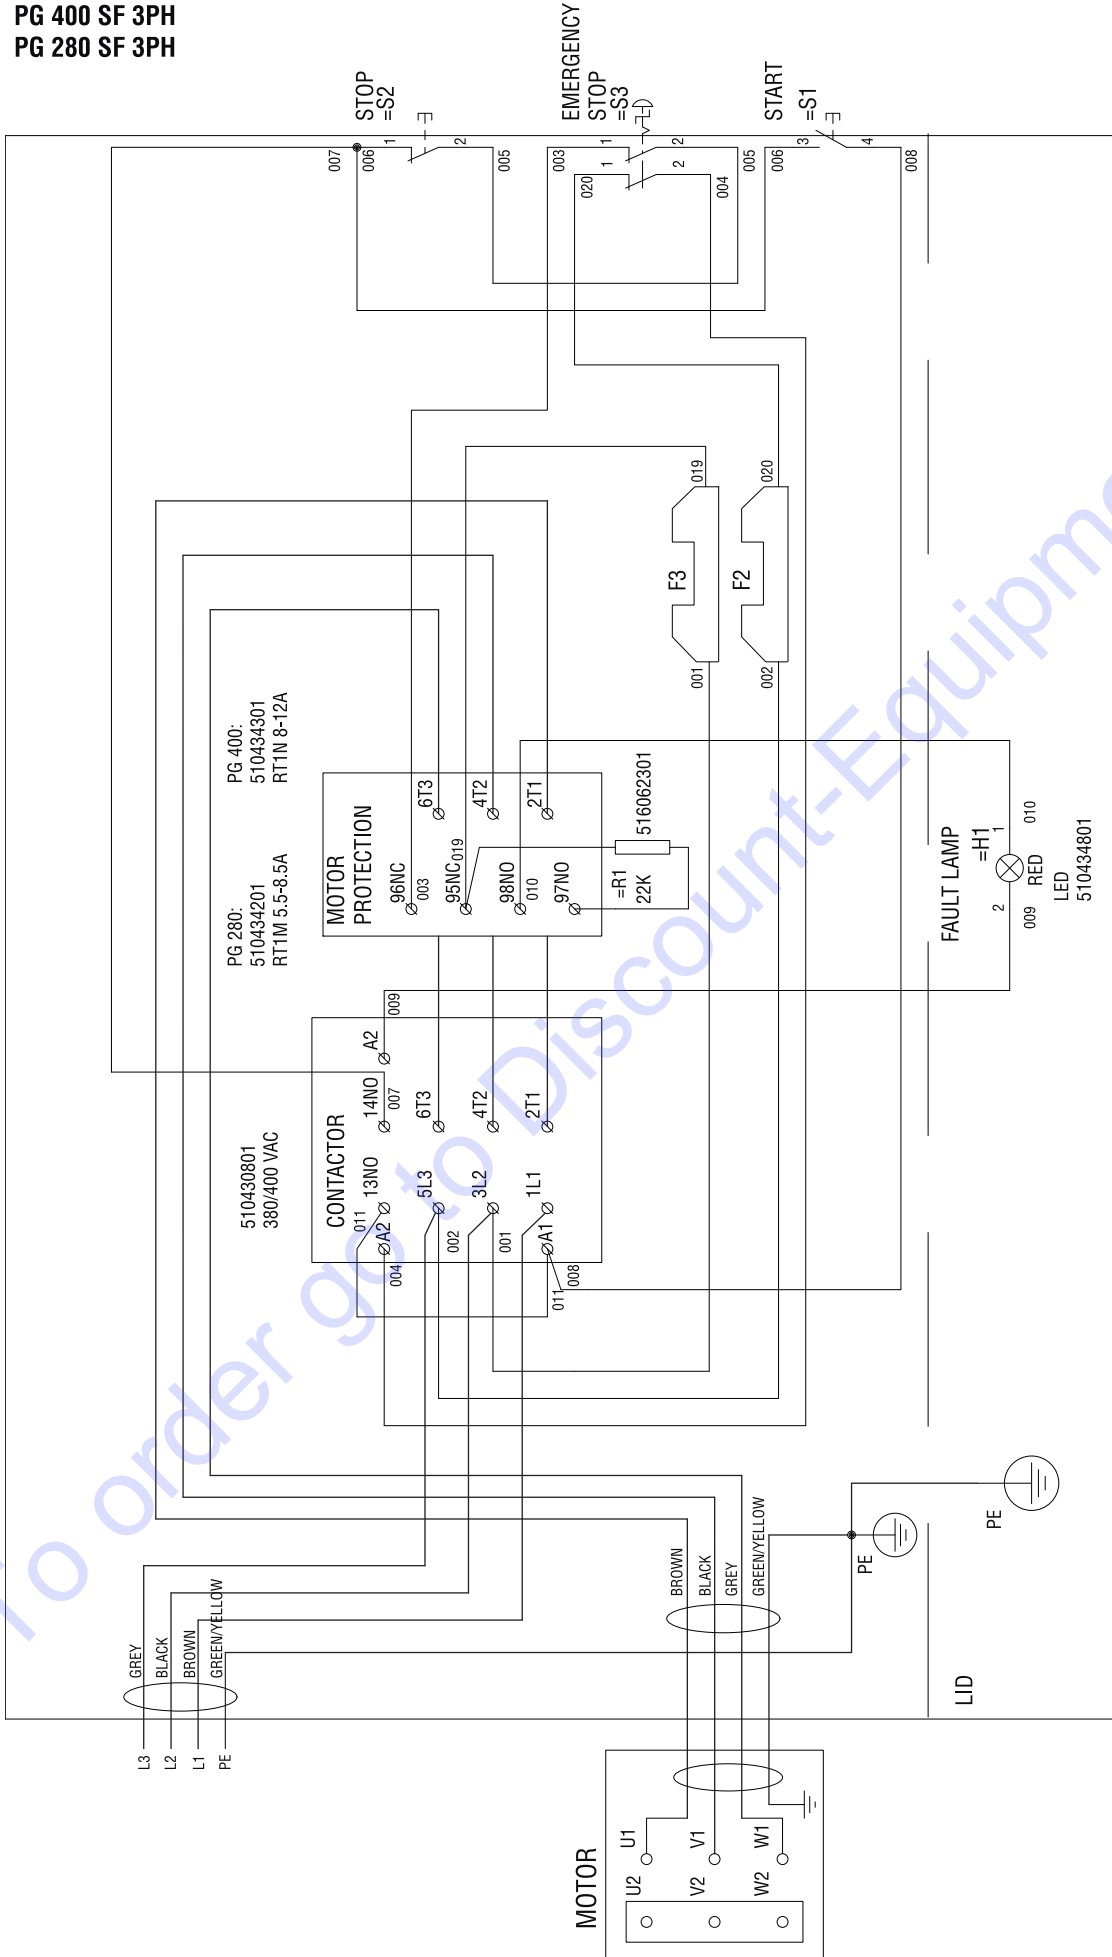 PG 400 SF 3PH
PG 280 SF 3PH
STOP
=S2
EMERGENCY
STOP
=S3
START
=S1
007
006
1
2
005
003
1
2
020
1
2
004
005
006
3
4
008
PG 400:
510434301
RT1N 8-12A
PG 280:
510434201
RT1M 5.5-8.5A
MOTOR
PROTECTION
96NC
003
95NC
019
98NO
010
97NO
6T3
4T2
2T1
=R1
22K
516062301
F3
019
001
F2
020
002
FAULT LAMP
=H1
1
2
010
009
RED
LED
510434801
510430801
380/400 VAC
CONTACTOR
A2
009
14NO
007
13NO
011
A2
004
6T3
4T2
2T1
5L3
002
3L2
001
1L1
A1
008
011
GREY
BLACK
BROWN
GREEN/YELLOW
L3
L2
L1
PE
BROWN
BLACK
GREY
GREEN/YELLOW
PE
PE
LID
MOTOR
U1
V1
W1
U2
V2
W2
To order go to Discount-Equipme